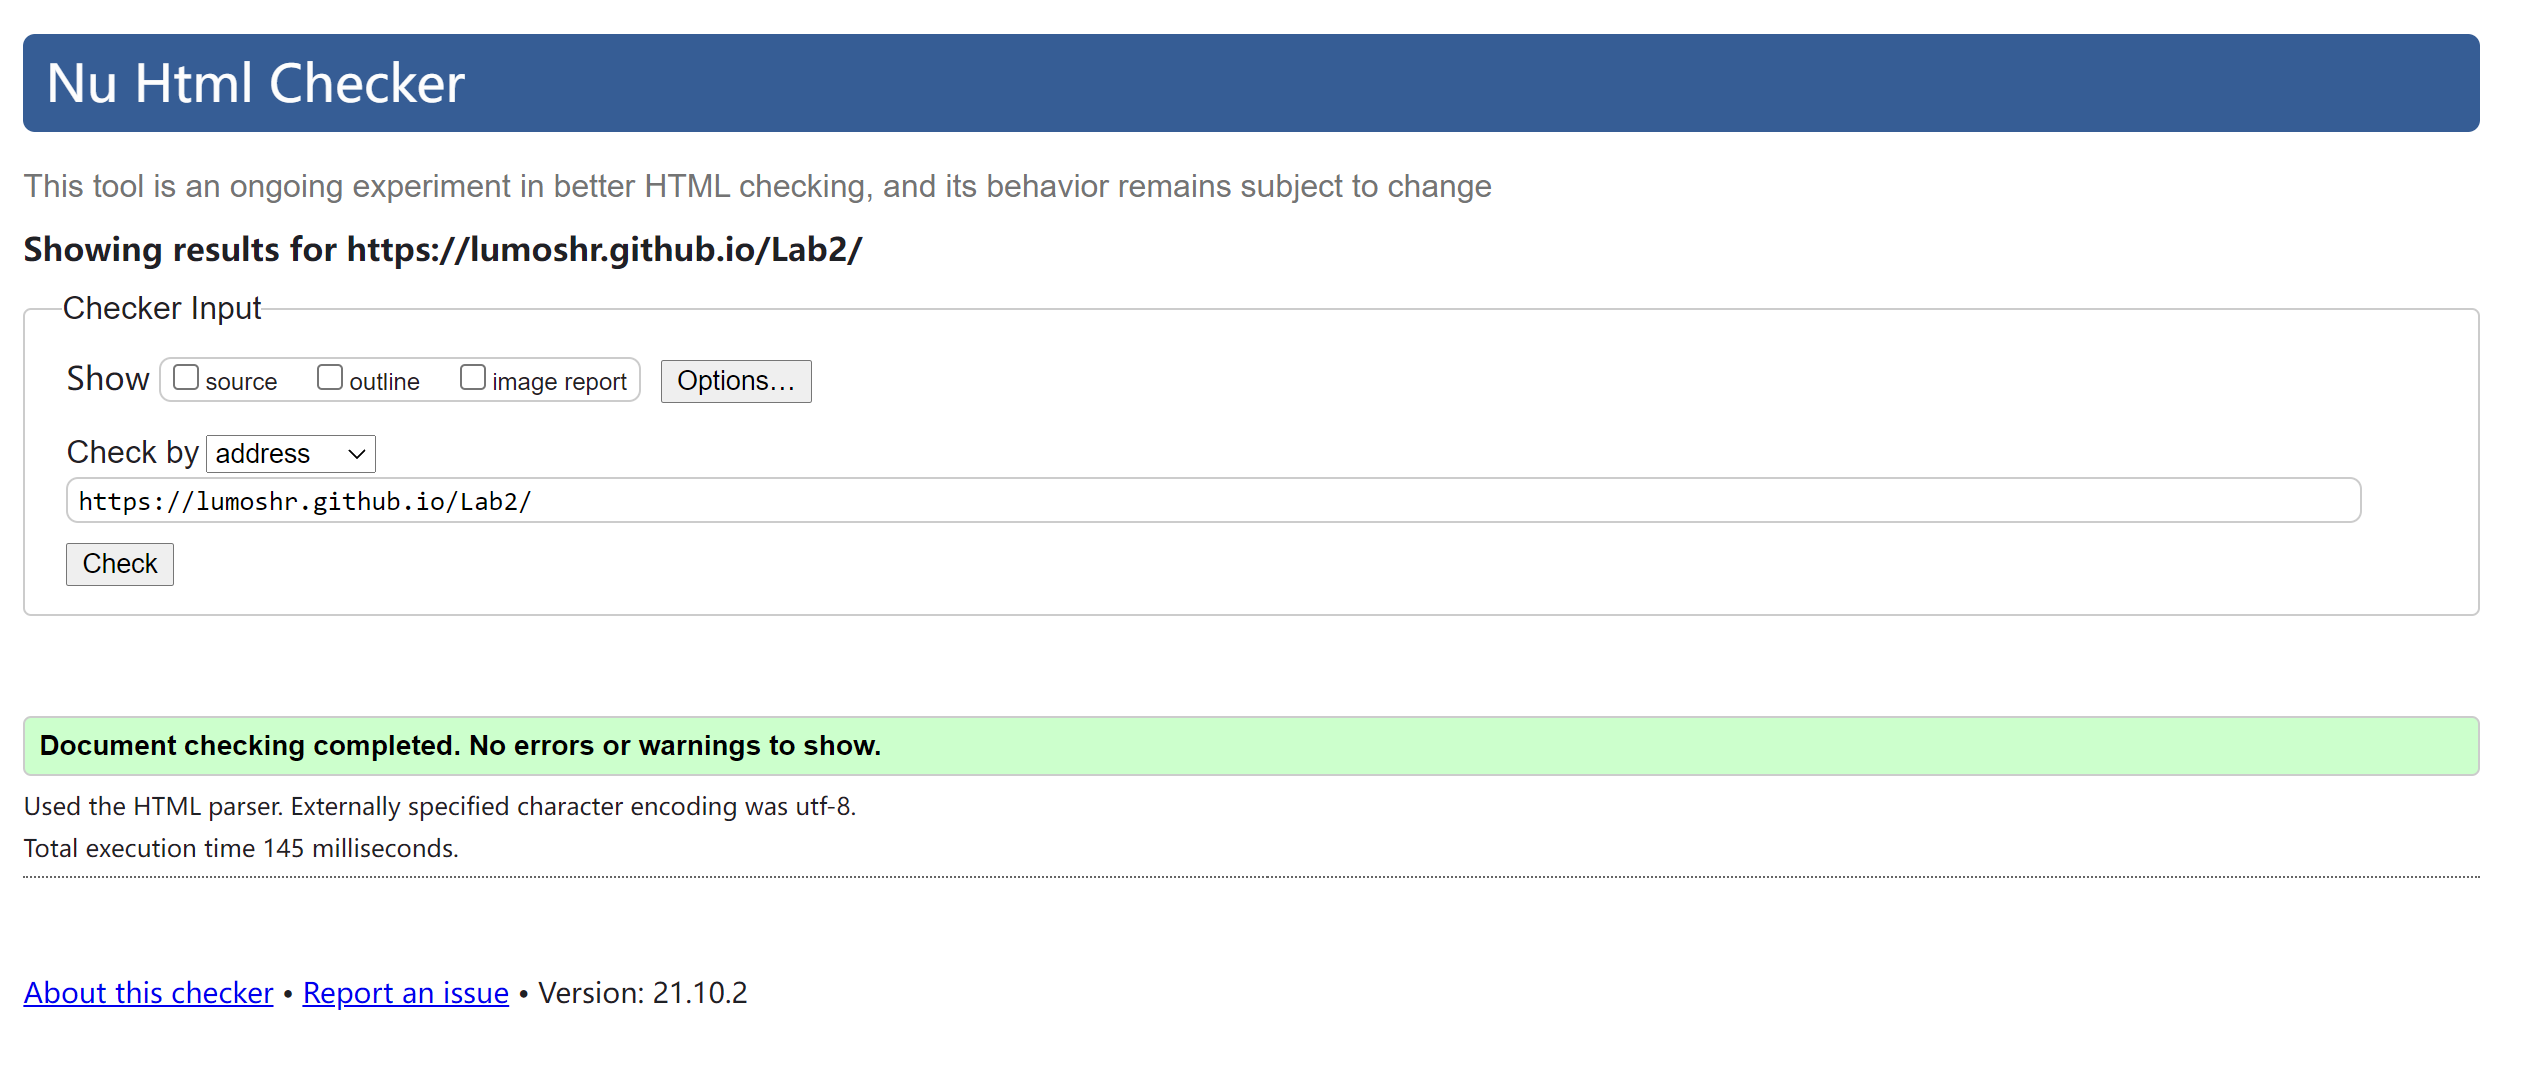 Nu Html Checker
This tool is an ongoing experiment in better HTML checking, and its behavior remains subject to change
Showing results for https://lumoshr.github.io/Lab2/
Checker Input
Show source outline image report Options…
Check by address
https://lumoshr.github.io/Lab2/
Check
Document checking completed. No errors or warnings to show.
Used the HTML parser. Externally specified character encoding was utf-8.
Total execution time 145 milliseconds.
About this checker • Report an issue • Version: 21.10.2